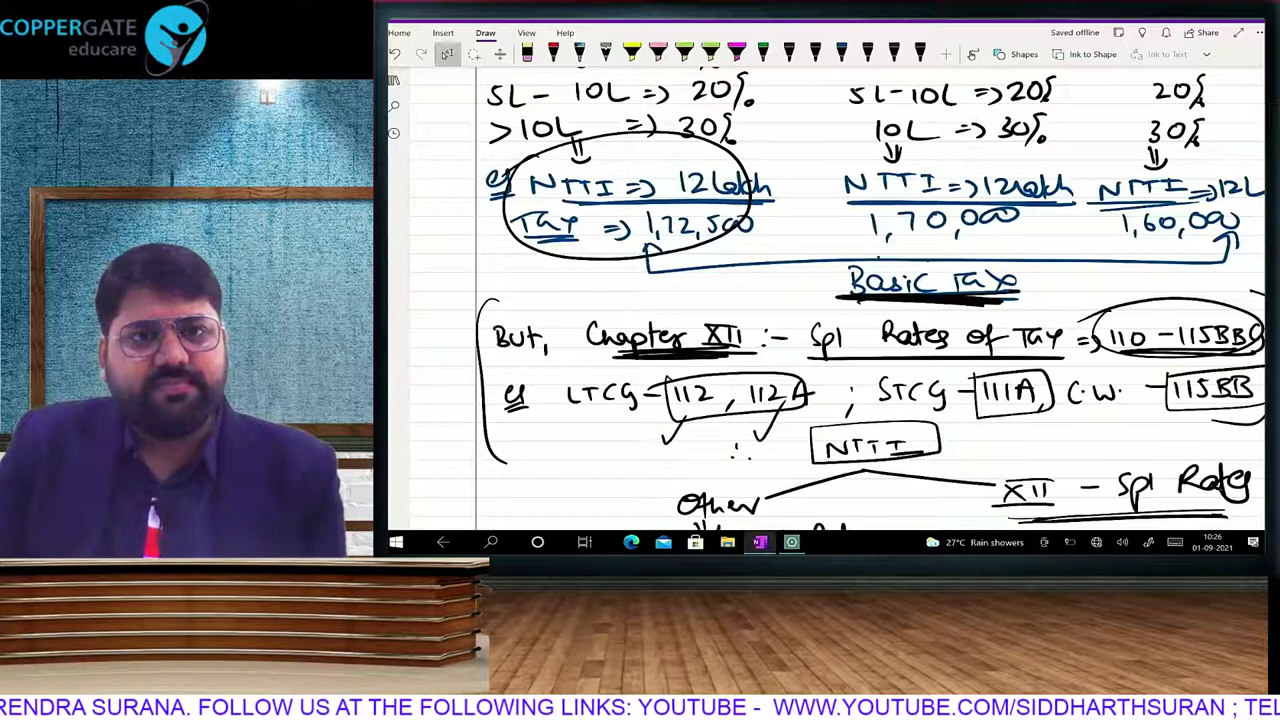 COPPERGATE
educare
Home Insert Draw View Help
Saved offline
Share
Shapes
Ink to Shape
Ink to Text
5L - 10L => 20%
5L-10L => 20%
20%
>10L => 30%
10L => 30%
30%
eg NTTI => 12 Lakh
NTTI => 12 Lakh
NTTI => 12L
Tax => 1,72,500
1,70,000
1,60,000
Basic Tax
But, Chapter XII :- Spl Rates of Tax => 110 - 115BBG
eg LTCG - 112, 112A ; STCG - 111A, C.W. - 115BB
∴ NTTI
Other
XII - Spl Rates
27°C Rain showers
10:26
01-09-2021
RENDRA SURANA. FOLLOW US AT THE FOLLOWING LINKS: YOUTUBE - WWW.YOUTUBE.COM/SIDDHARTHSURAN ; TEL